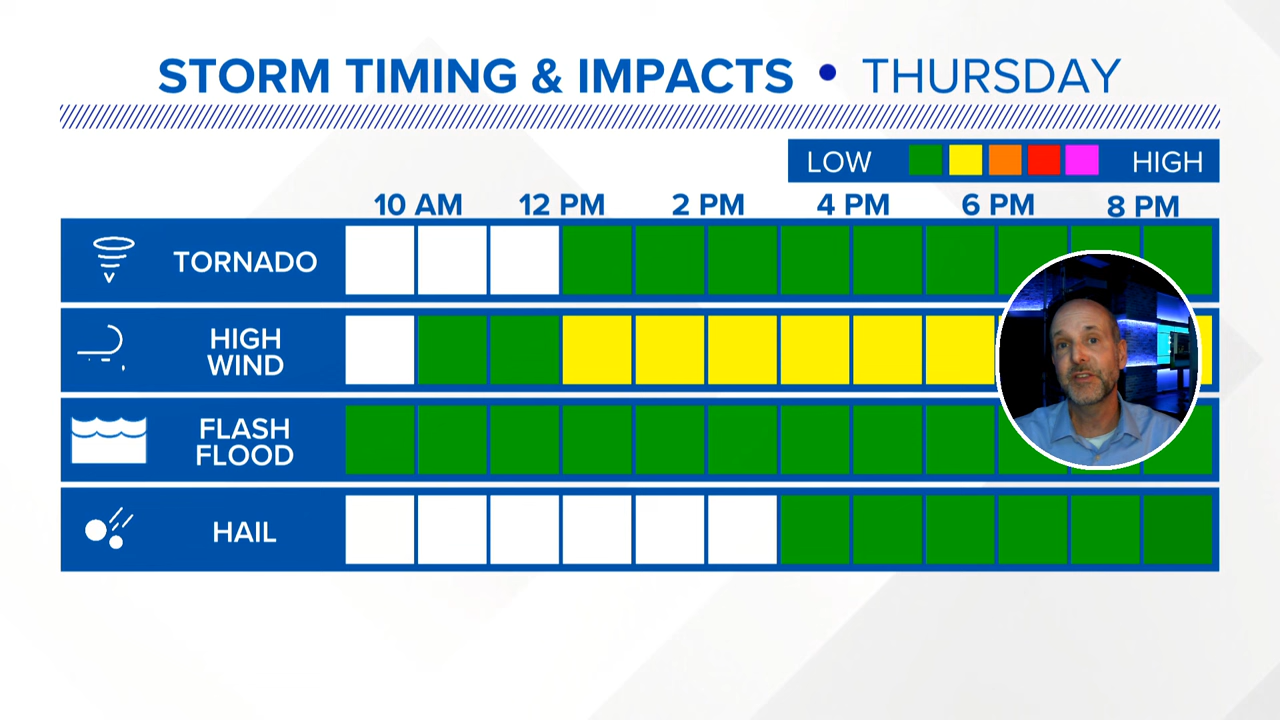 STORM TIMING & IMPACTS • THURSDAY
LOW HIGH
10 AM 12 PM 2 PM 4 PM 6 PM 8 PM
TORNADO
HIGH
WIND
FLASH
FLOOD
HAIL